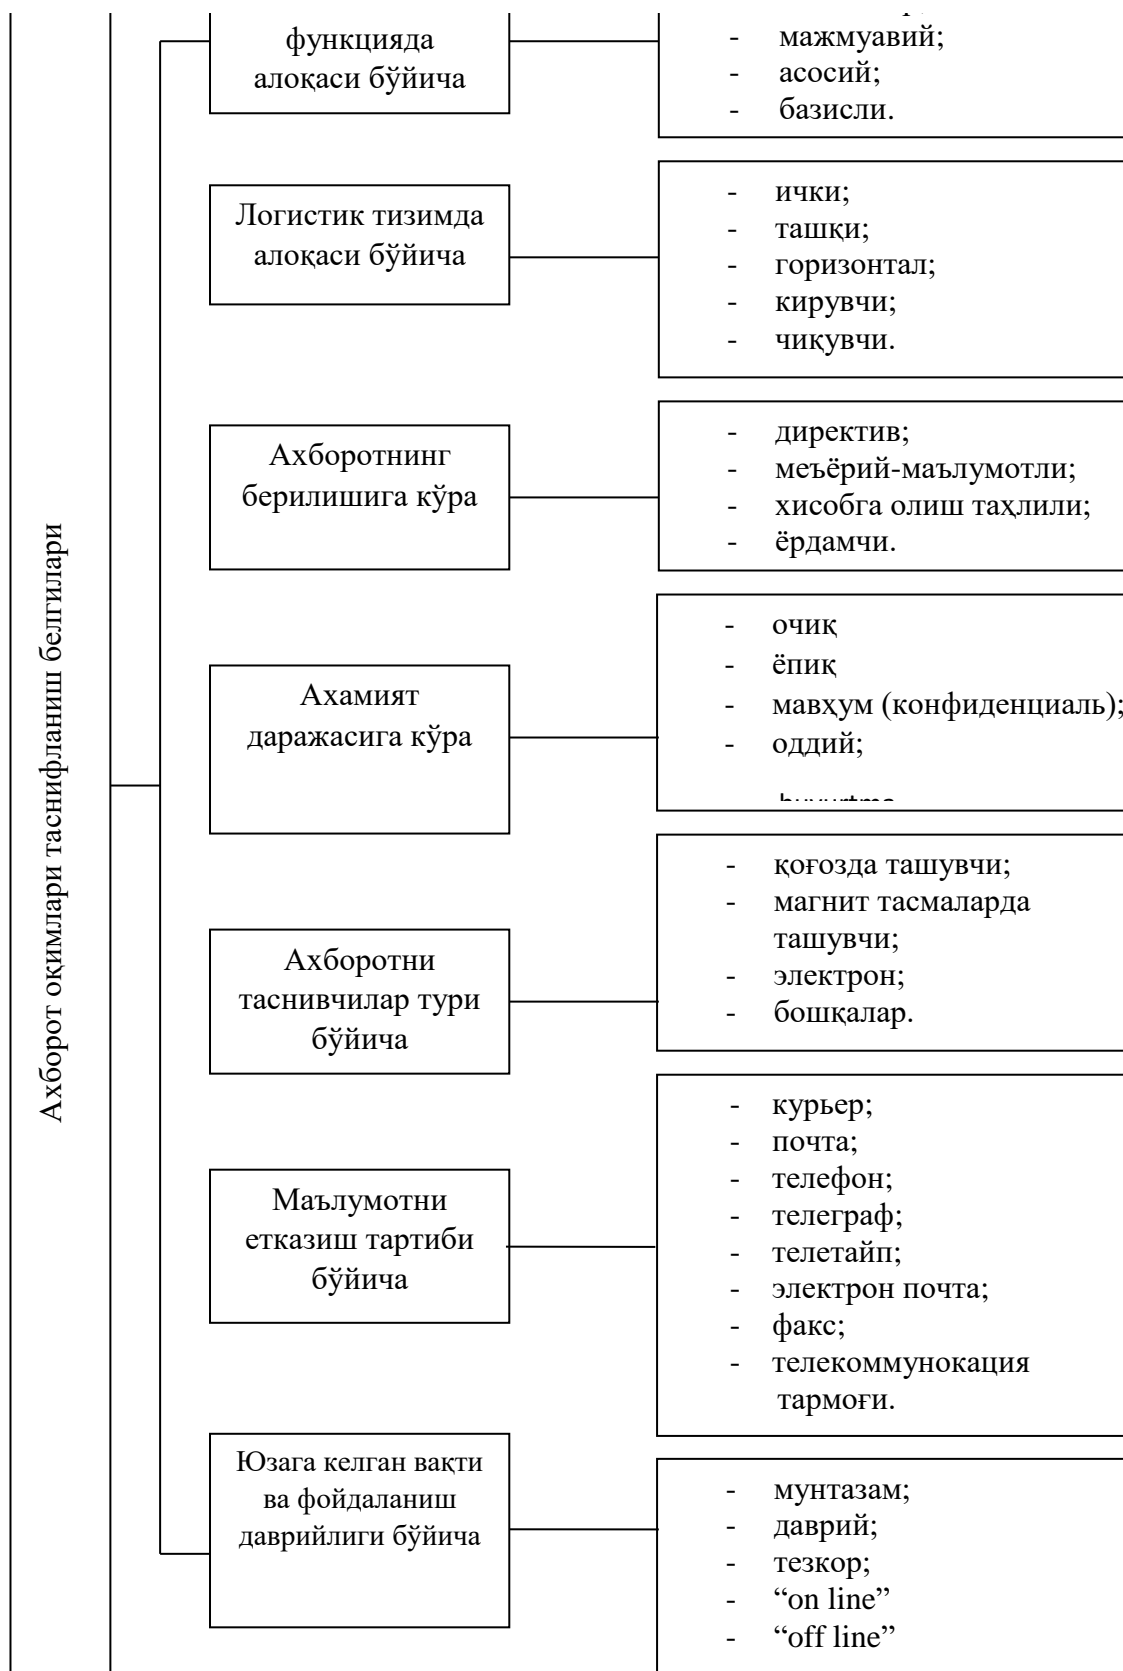 Ахборот оқимлари таснифланиш белгилари
функцияда
алоқаси бўйича
- мажмуавий;
- асосий;
- базисли.
Логистик тизимда
алоқаси бўйича
- ички;
- ташқи;
- горизонтал;
- кирувчи;
- чиқувчи.
Ахборотнинг
берилишига кўра
- директив;
- меъёрий-маълумотли;
- хисобга олиш таҳлили;
- ёрдамчи.
Ахамият
даражасига кўра
- очиқ
- ёпиқ
- мавҳум (конфиденциаль);
- оддий;
Ахборотни
таснивчилар тури
бўйича
- қоғозда ташувчи;
- магнит тасмаларда
ташувчи;
- электрон;
- бошқалар.
Маълумотни
етказиш тартиби
бўйича
- курьер;
- почта;
- телефон;
- телеграф;
- телетайп;
- электрон почта;
- факс;
- телекоммунокация
тармоғи.
Юзага келган вақти
ва фойдаланиш
даврийлиги бўйича
- мунтазам;
- даврий;
- тезкор;
- “on line”
- “off line”